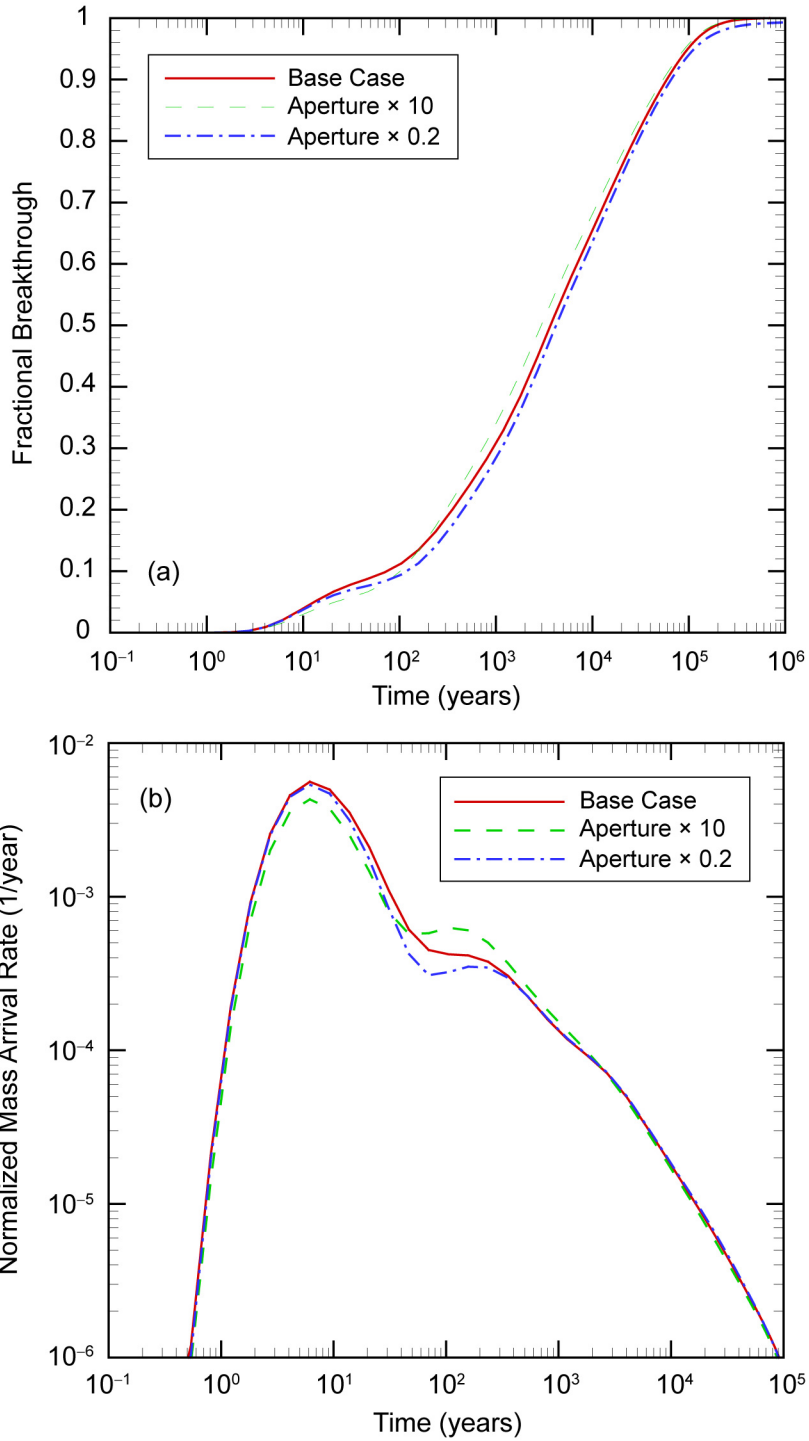 1
0.9
0.8
0.7
0.6
0.5
0.4
0.3
0.2
0.1
0
Fractional Breakthrough
Base Case
Aperture × 10
Aperture × 0.2
(a)
10⁻¹ 10⁰ 10¹ 10² 10³ 10⁴ 10⁵ 10⁶
Time (years)
10⁻²
10⁻³
10⁻⁴
10⁻⁵
10⁻⁶
Normalized Mass Arrival Rate (1/year)
(b)
Base Case
Aperture × 10
Aperture × 0.2
10⁻¹ 10⁰ 10¹ 10² 10³ 10⁴ 10⁵
Time (years)